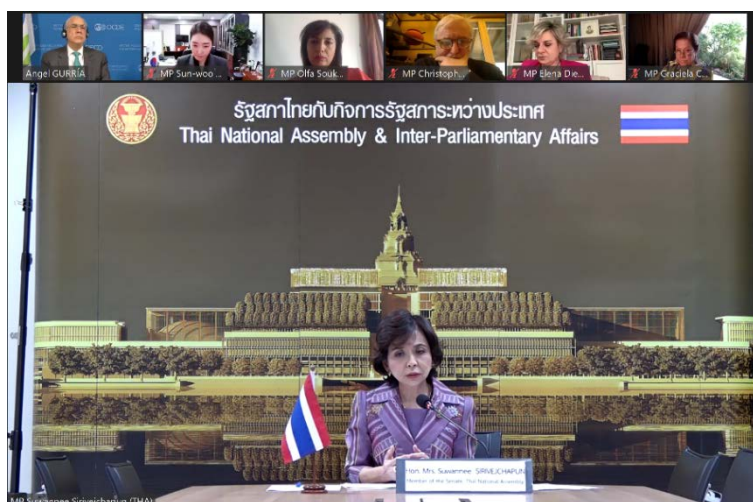 Angel GURRÍA
MP Sun-woo ...
MP Olfa Souk...
MP Christoph...
MP Elena Die...
MP Graciela C...
OCDE
รัฐสภาไทยกับกิจการรัฐสภาระหว่างประเทศ
Thai National Assembly & Inter-Parliamentary Affairs
Hon. Mrs. Suwannee SIRIVEJCHAPUN
Member of the Senate, Thai National Assembly
MP Suwannee Sirivejchapun (THA)